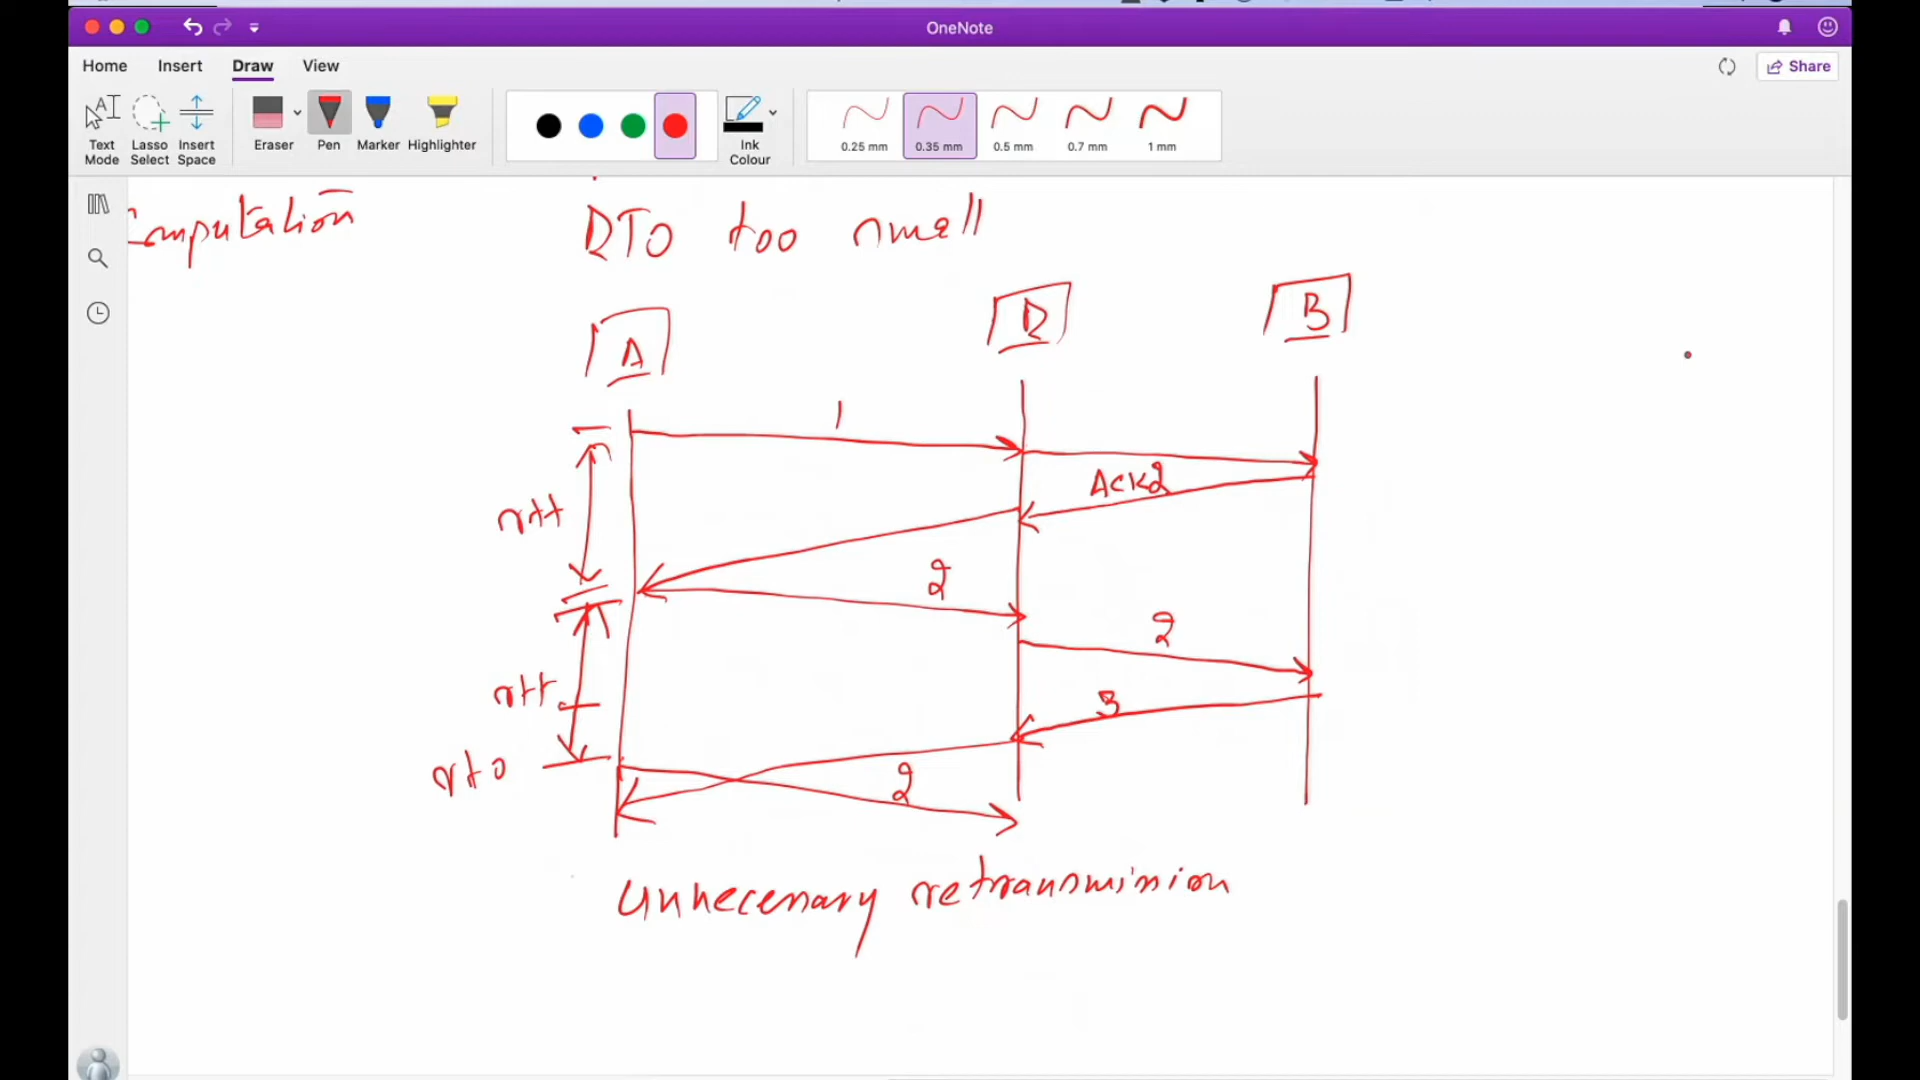 OneNote
Home Insert Draw View
Share
Text Mode
Lasso Select
Insert Space
Eraser
Pen
Marker
Highlighter
Ink Colour
0.25 mm
0.35 mm
0.5 mm
0.7 mm
1 mm
Computation
RTO too small
A R B
1
Ack2
rtt
2
2
rtt
3
rto
2
unnecessary retransmission